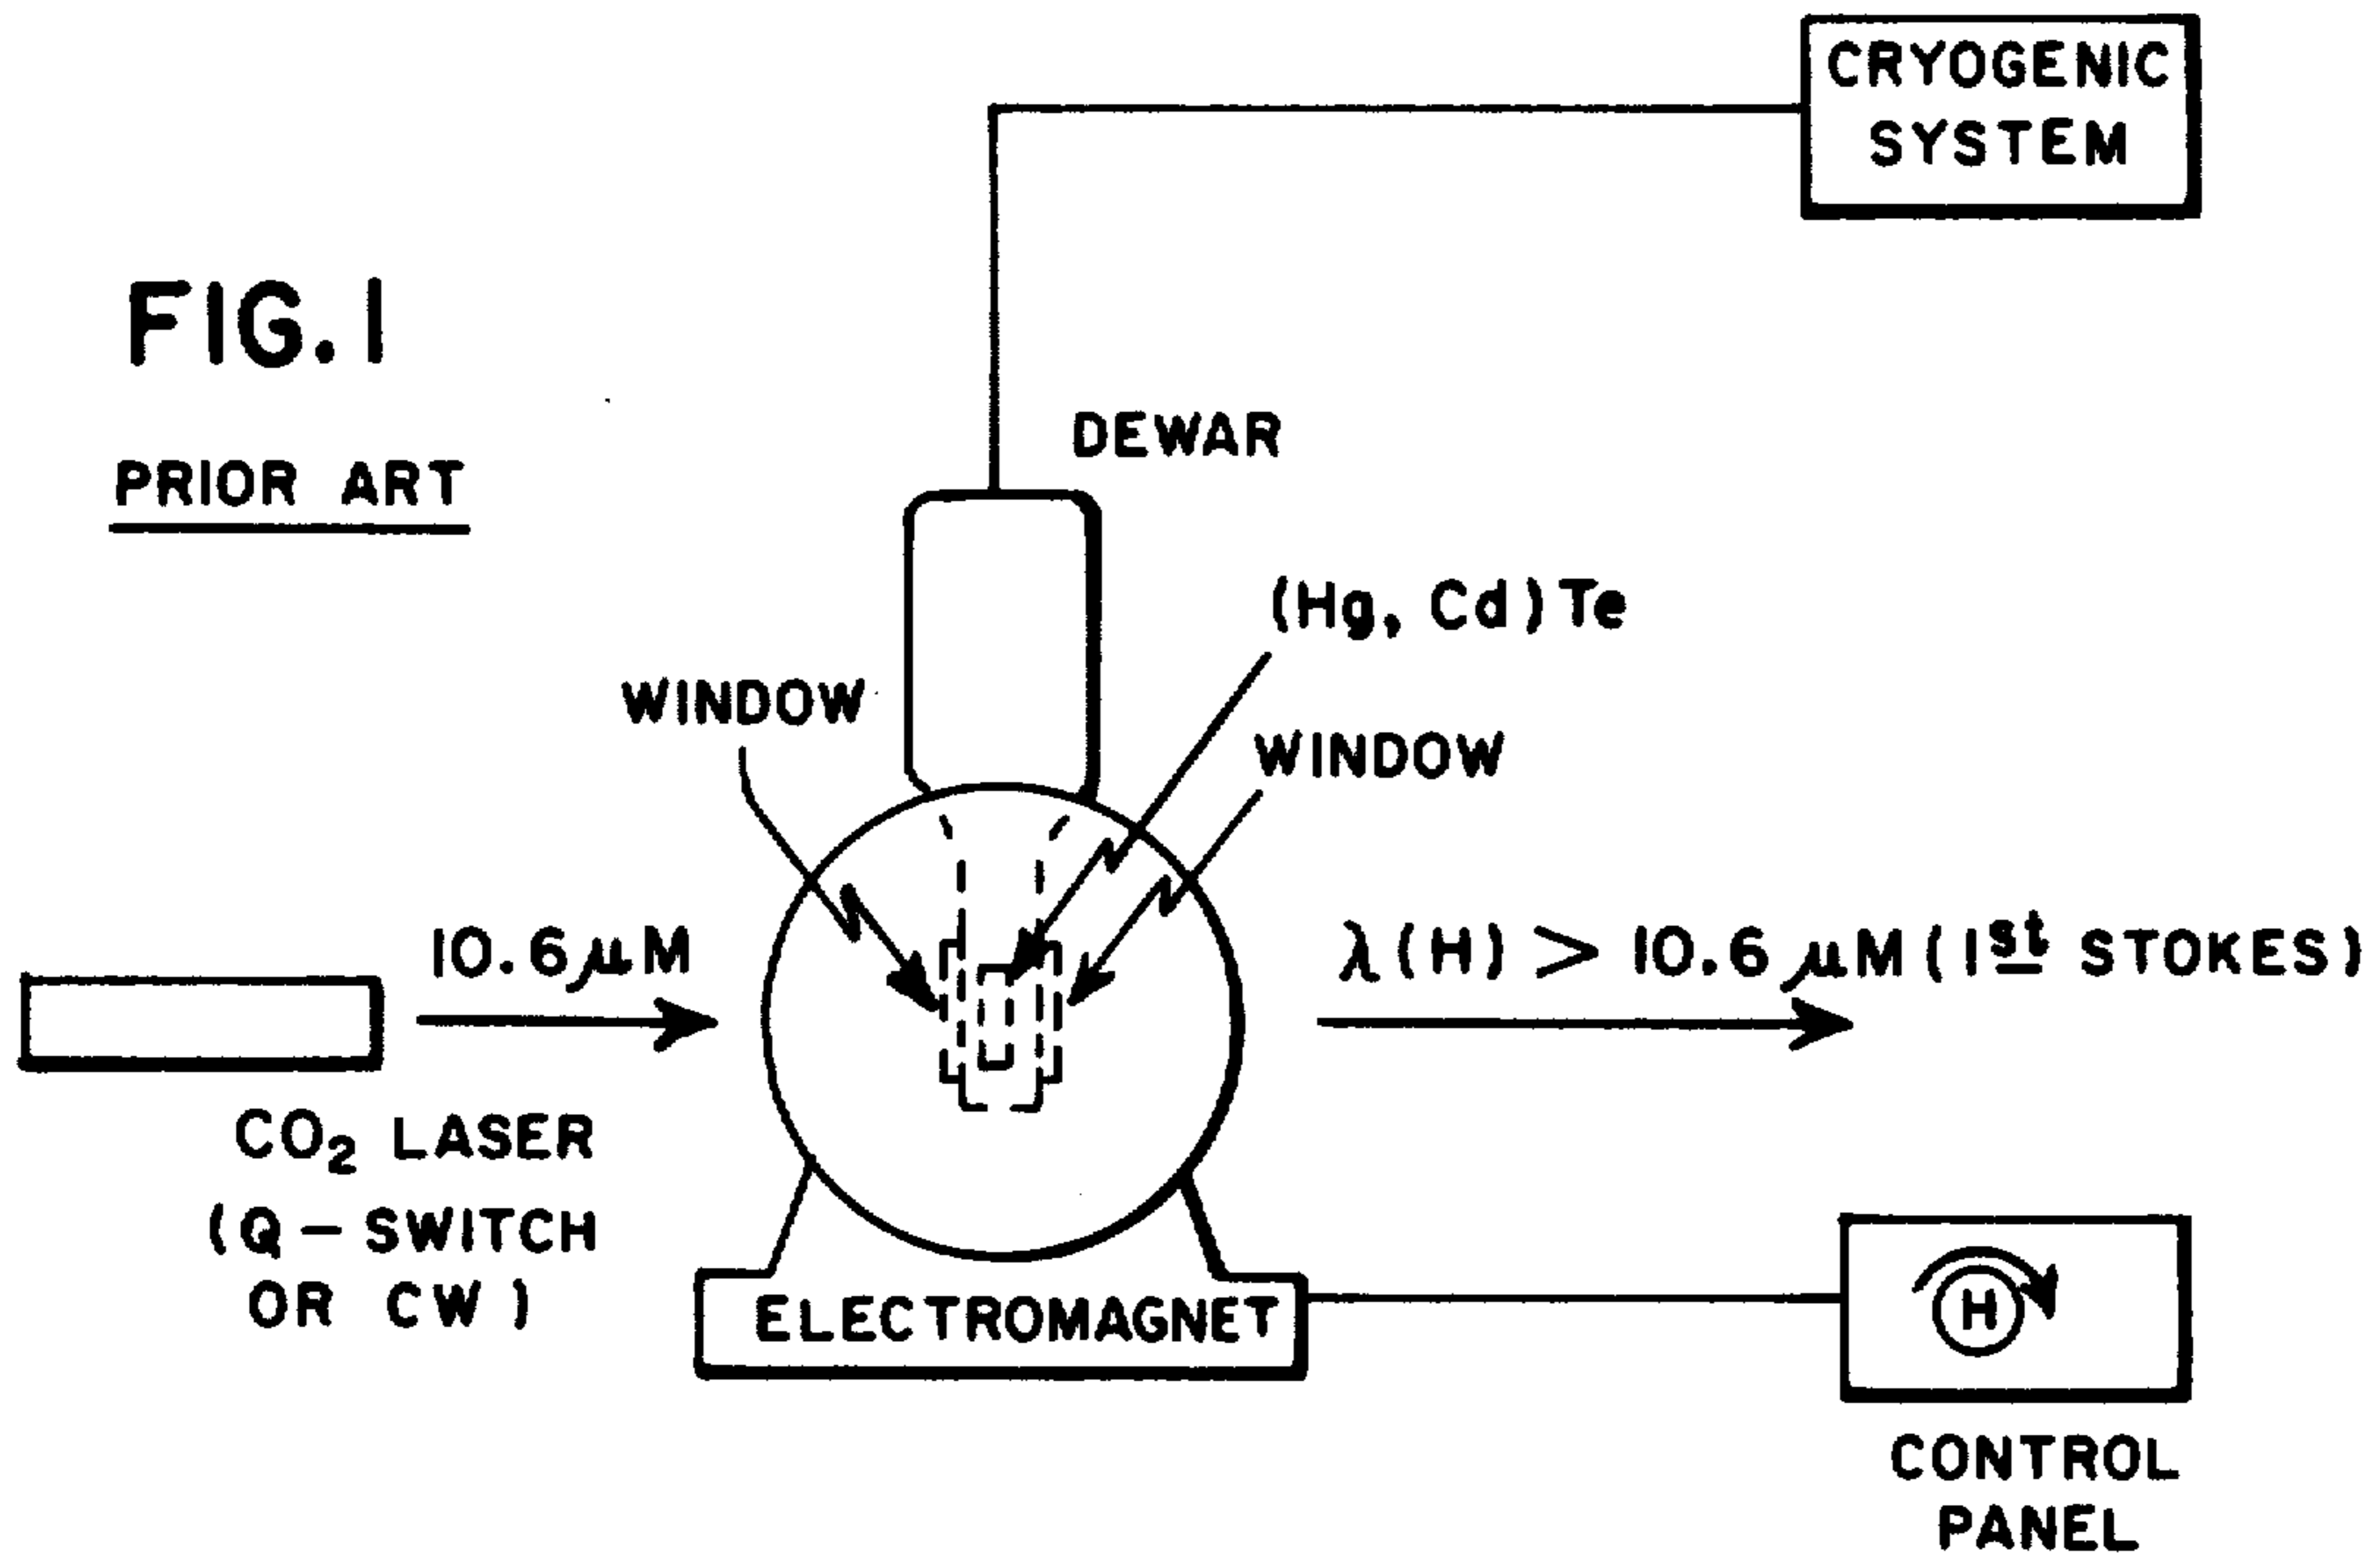 CRYOGENIC
SYSTEM
FIG. 1
DEWAR
PRIOR ART
(Hg, Cd) Te
WINDOW
WINDOW
10.6 μM
λ(H) > 10.6 μM (1st STOKES)
CO2 LASER
(Q - SWITCH
OR CW)
ELECTROMAGNET
H
CONTROL
PANEL